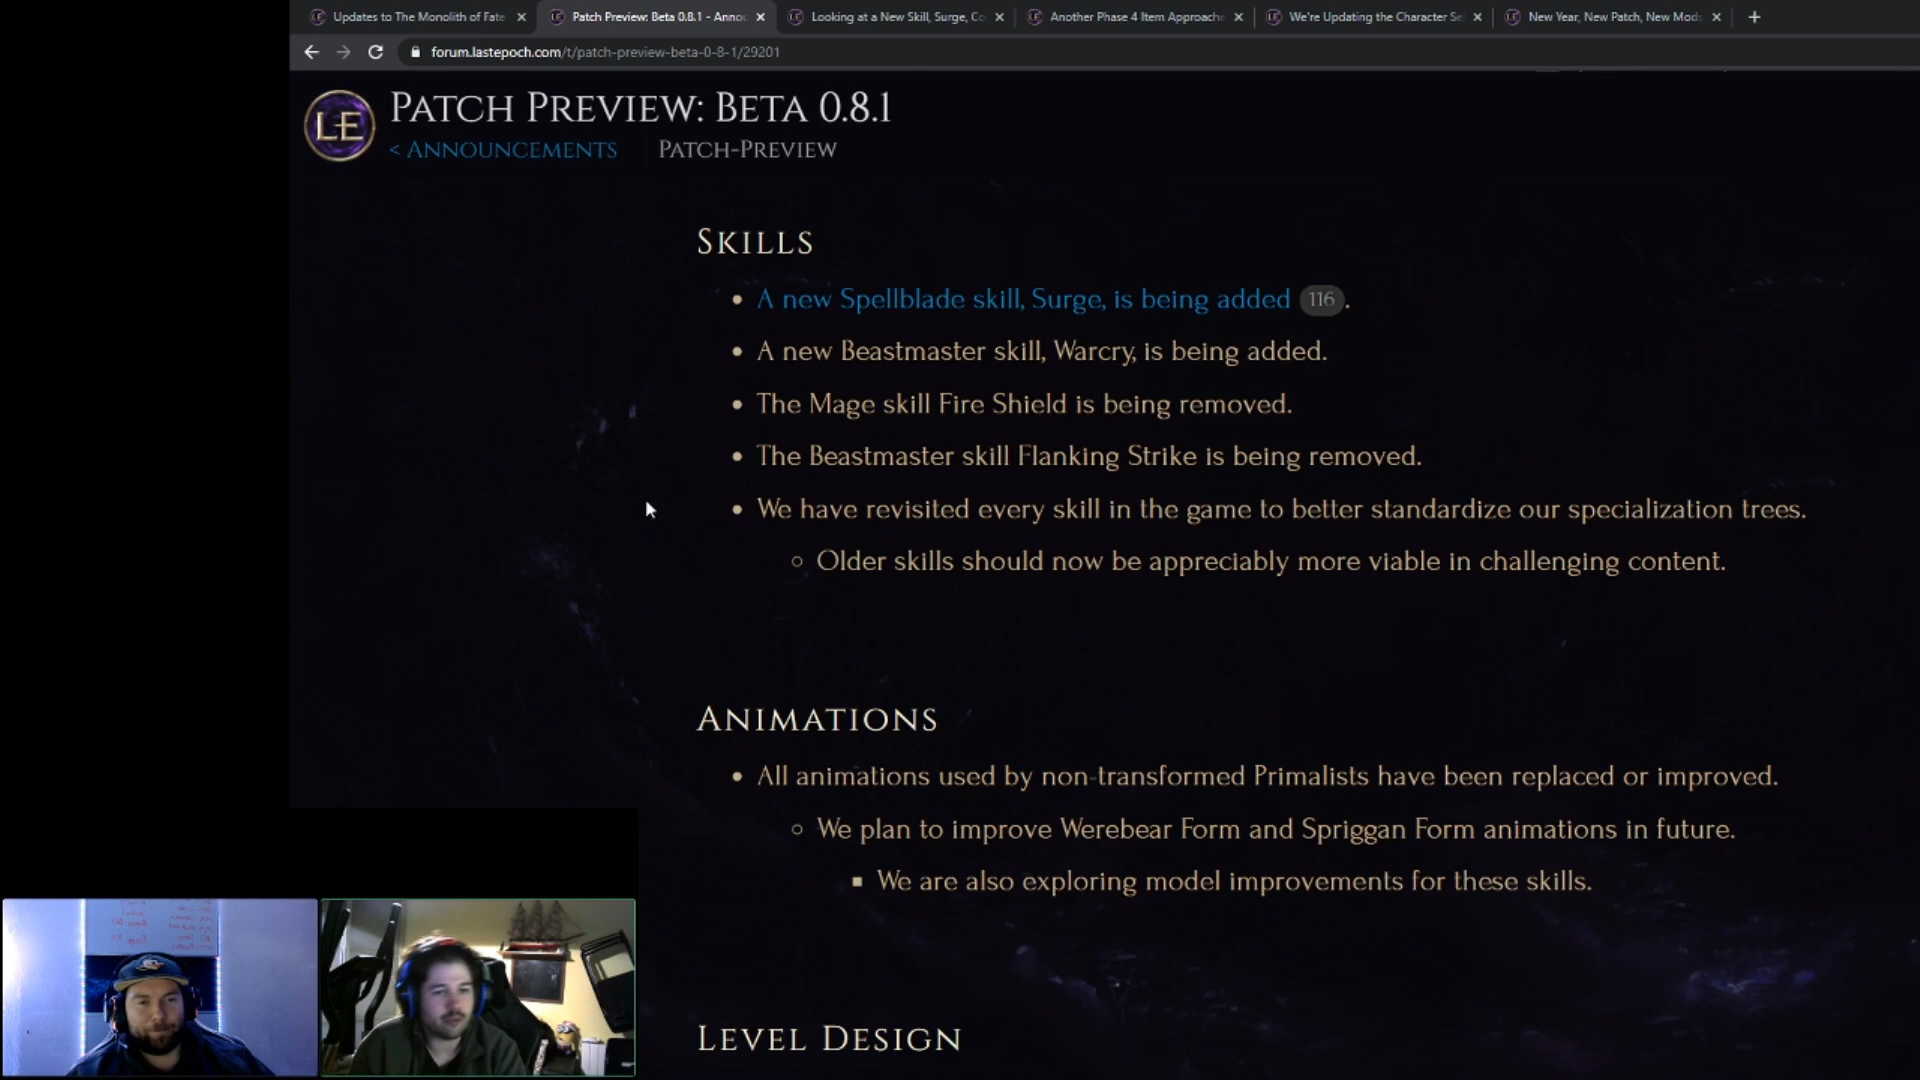 Updates to The Monolith of Fate
Patch Preview: Beta 0.8.1 - Annou
Looking at a New Skill, Surge, Co
Another Phase 4 Item Approache
We're Updating the Character Se
New Year, New Patch, New Mod
forum.lastepoch.com/t/patch-preview-beta-0-8-1/29201
LE
Patch Preview: Beta 0.8.1
< Announcements Patch-Preview
Skills
• A new Spellblade skill, Surge, is being added 116.
• A new Beastmaster skill, Warcry, is being added.
• The Mage skill Fire Shield is being removed.
• The Beastmaster skill Flanking Strike is being removed.
• We have revisited every skill in the game to better standardize our specialization trees.
○ Older skills should now be appreciably more viable in challenging content.
Animations
• All animations used by non-transformed Primalists have been replaced or improved.
○ We plan to improve Werebear Form and Spriggan Form animations in future.
▪ We are also exploring model improvements for these skills.
Level Design